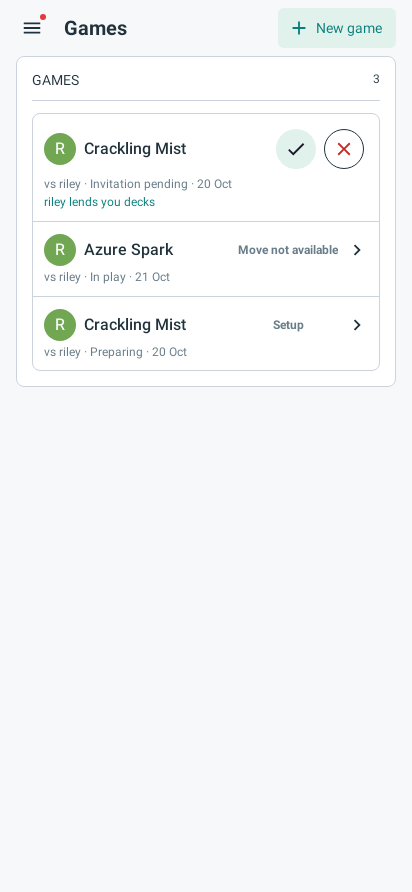 Games
New game
GAMES
3
R
Crackling Mist
vs riley · Invitation pending · 20 Oct
riley lends you decks
R
Azure Spark
Move not available
vs riley · In play · 21 Oct
R
Crackling Mist
Setup
vs riley · Preparing · 20 Oct